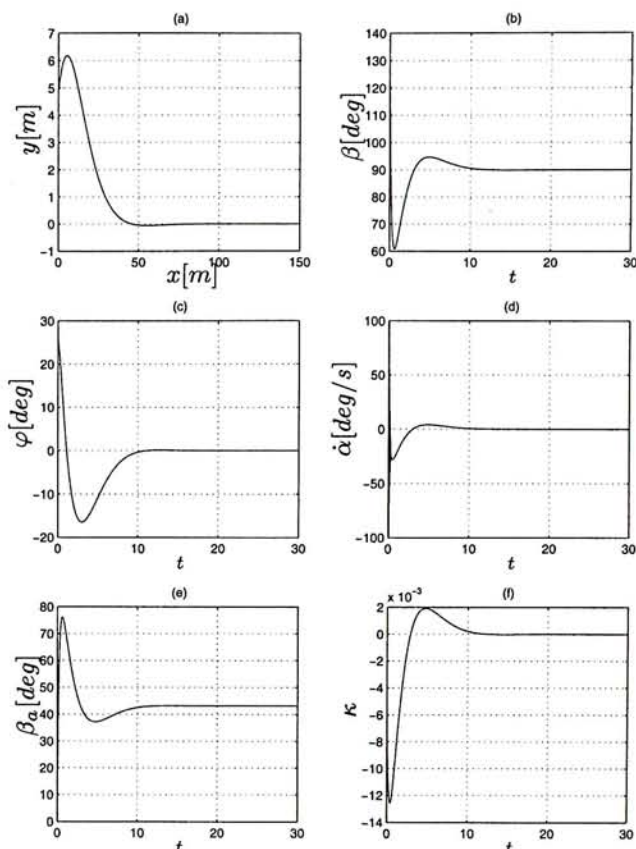 (a)
7
6
5
4
3
2
1
0
−1
y[m]
0 50 100 150
x[m]
(b)
140
130
120
110
100
90
80
70
60
β[deg]
0 10 20 30
t
(c)
30
20
10
0
−10
−20
φ[deg]
0 10 20 30
t
(d)
100
50
0
−50
−100
α̇[deg/s]
0 10 20 30
t
(e)
80
70
60
50
40
30
20
10
0
βₐ[deg]
0 10 20 30
t
(f)
x 10⁻³
2
0
−2
−4
−6
−8
−10
−12
−14
κ
0 10 20 30
t